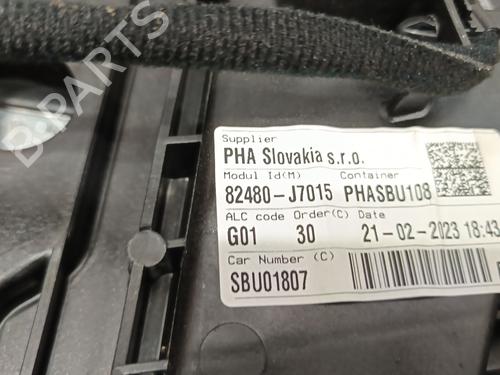 B-PARTS
Supplier
PHA Slovakia s.r.o.
Modul Id(M) Container
82480-J7015 PHASBU108
ALC code Order(C) Date
G01 30 21-02-2023 18:43
Car Number (C)
SBU01807